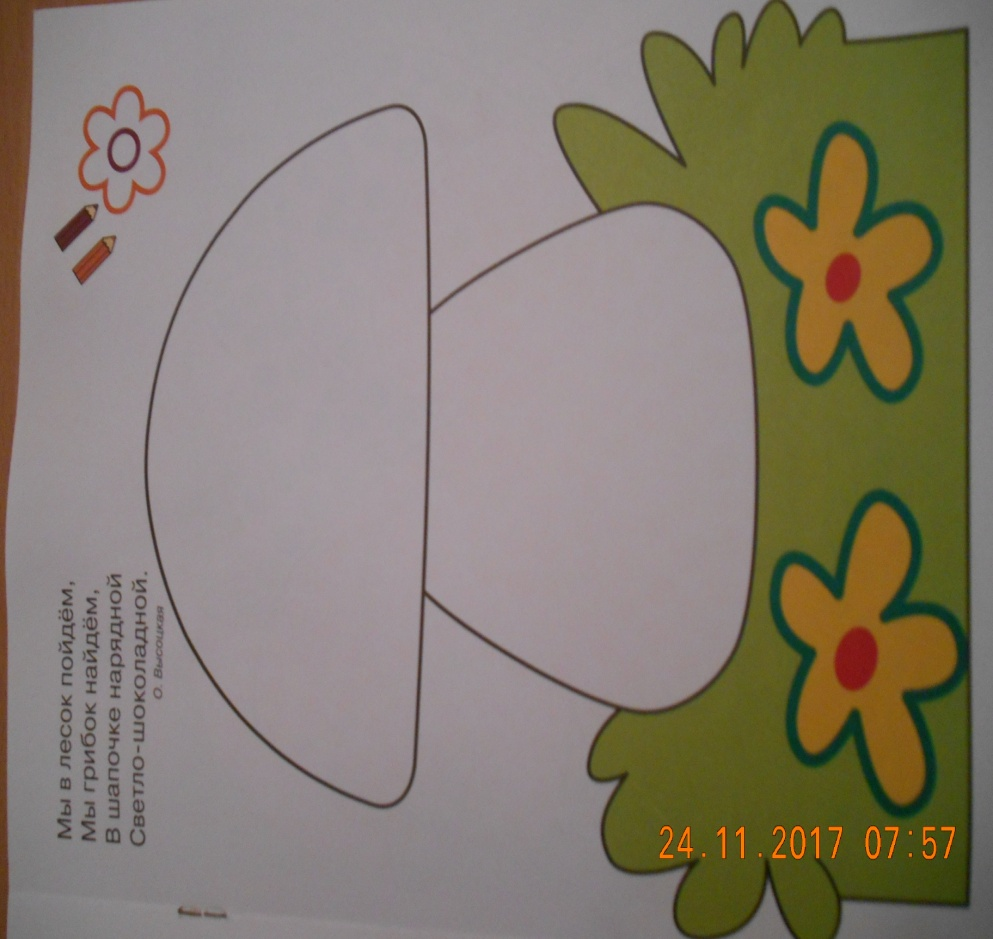 Мы в лесок пойдём,
Мы грибок найдём,
В шапочке нарядной
Светло-шоколадной.
О. Высоцкая
24.11.2017 07:57